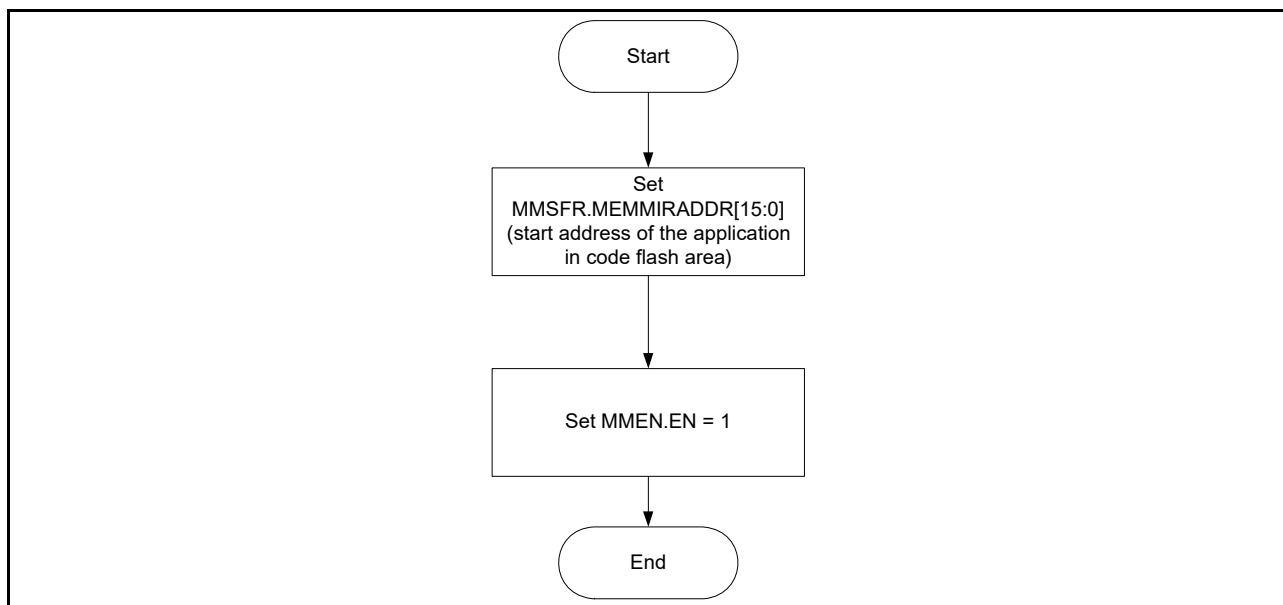 Start
Set
MMSFR.MEMMIRADDR[15:0]
(start address of the application
in code flash area)
Set MMEN.EN = 1
End